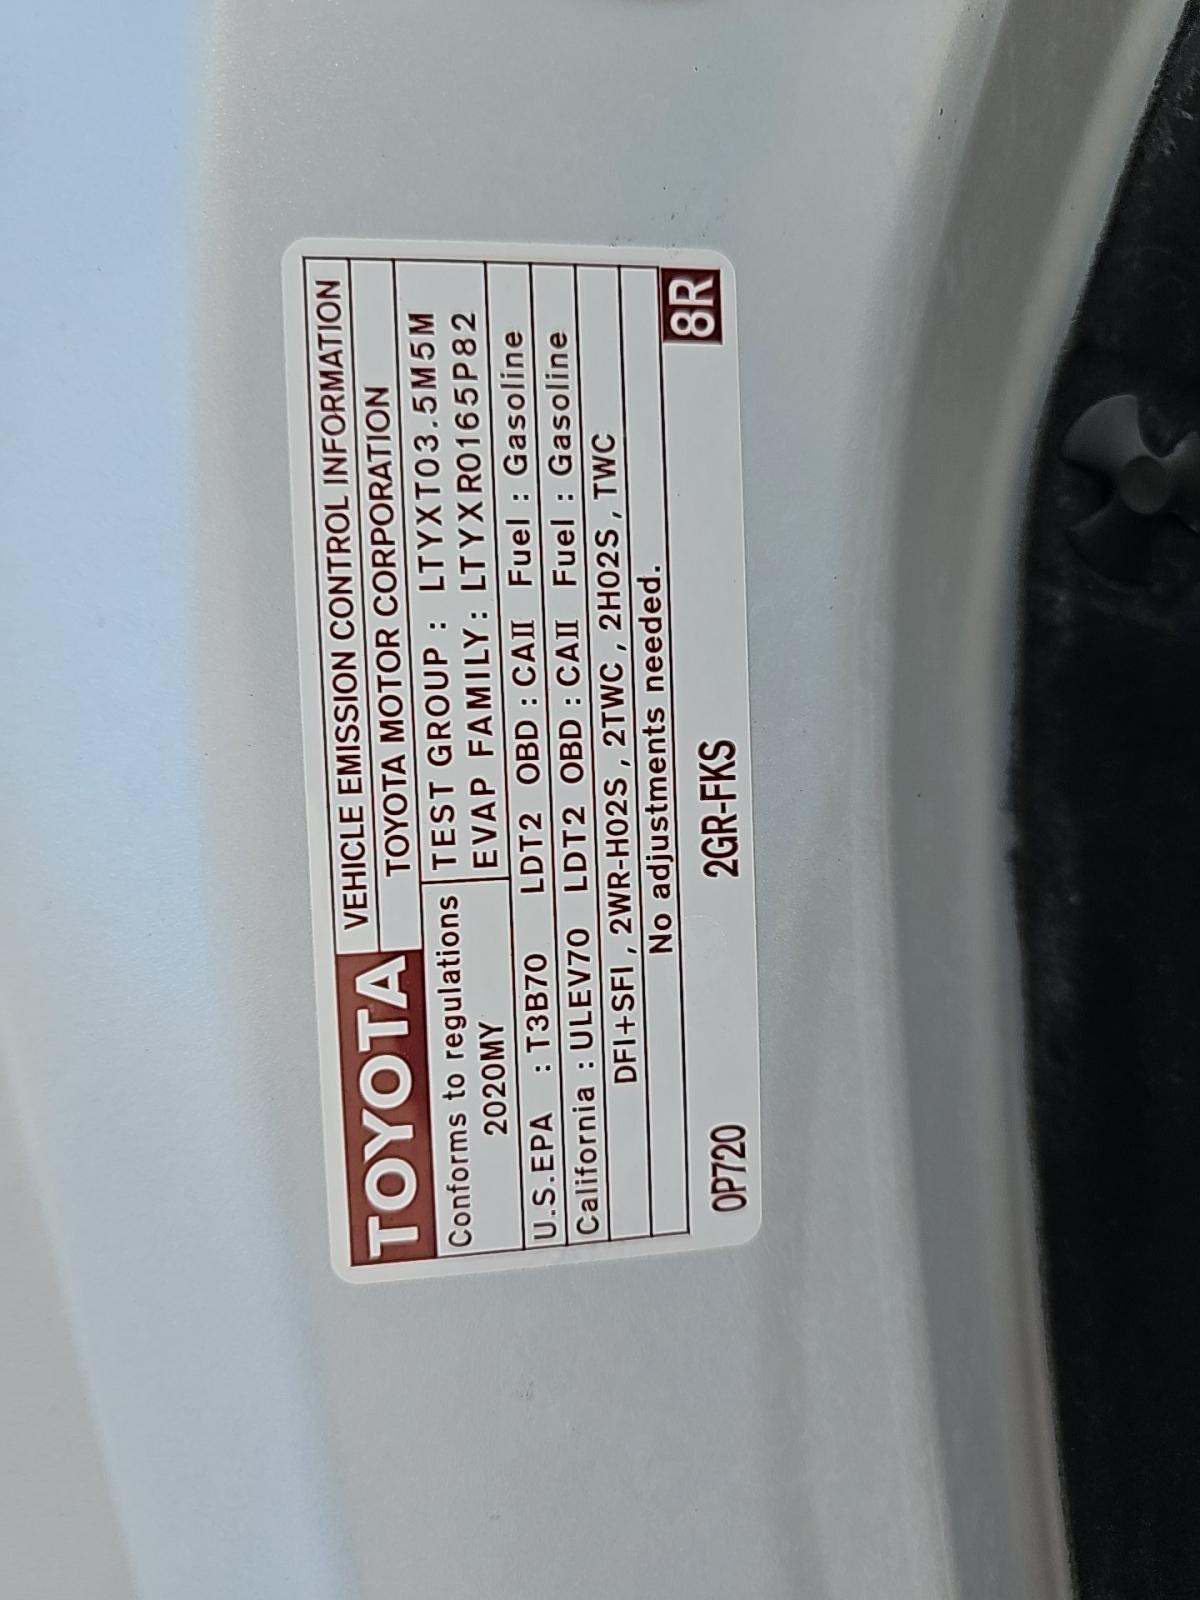 TOYOTA VEHICLE EMISSION CONTROL INFORMATION
TOYOTA MOTOR CORPORATION
Conforms to regulations TEST GROUP : LTYXT03.5M5M
2020MY EVAP FAMILY: LTYXR0165P82
U.S.EPA : T3B70 LDT2 OBD : CAⅡ Fuel : Gasoline
California : ULEV70 LDT2 OBD : CAⅡ Fuel : Gasoline
DFI+SFI , 2WR-HO2S , 2TWC , 2HO2S , TWC
No adjustments needed.
8R
0P720 2GR-FKS